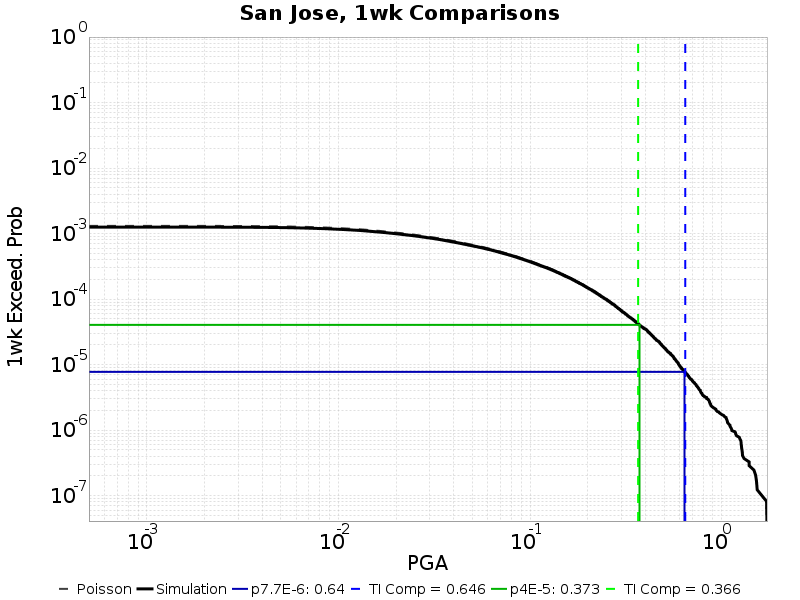 San Jose, 1wk Comparisons
10^0
10^-1
10^-2
10^-3
10^-4
10^-5
10^-6
10^-7
1wk Exceed. Prob
10^-3 10^-2 10^-1 10^0
PGA
Poisson Simulation p7.7E-6: 0.64 TI Comp = 0.646 p4E-5: 0.373 TI Comp = 0.366